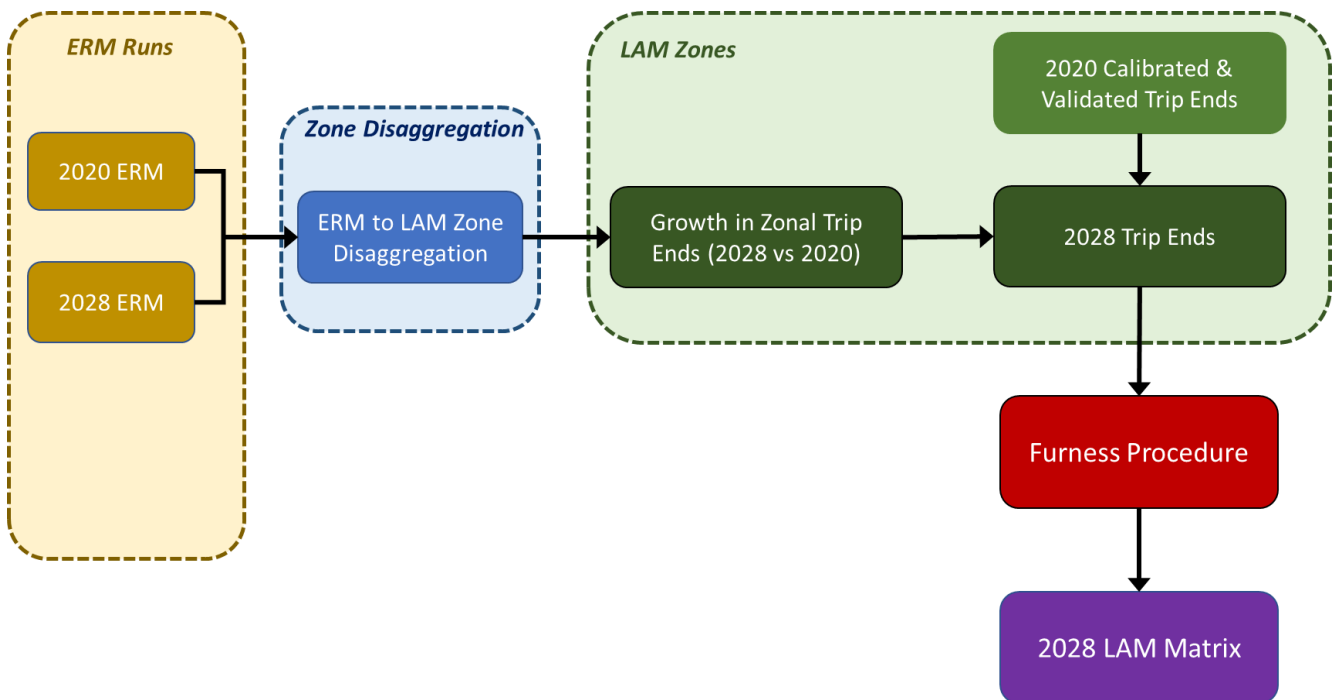 ERM Runs
2020 ERM
2028 ERM
Zone Disaggregation
ERM to LAM Zone
Disaggregation
LAM Zones
Growth in Zonal Trip
Ends (2028 vs 2020)
2020 Calibrated &
Validated Trip Ends
2028 Trip Ends
Furness Procedure
2028 LAM Matrix